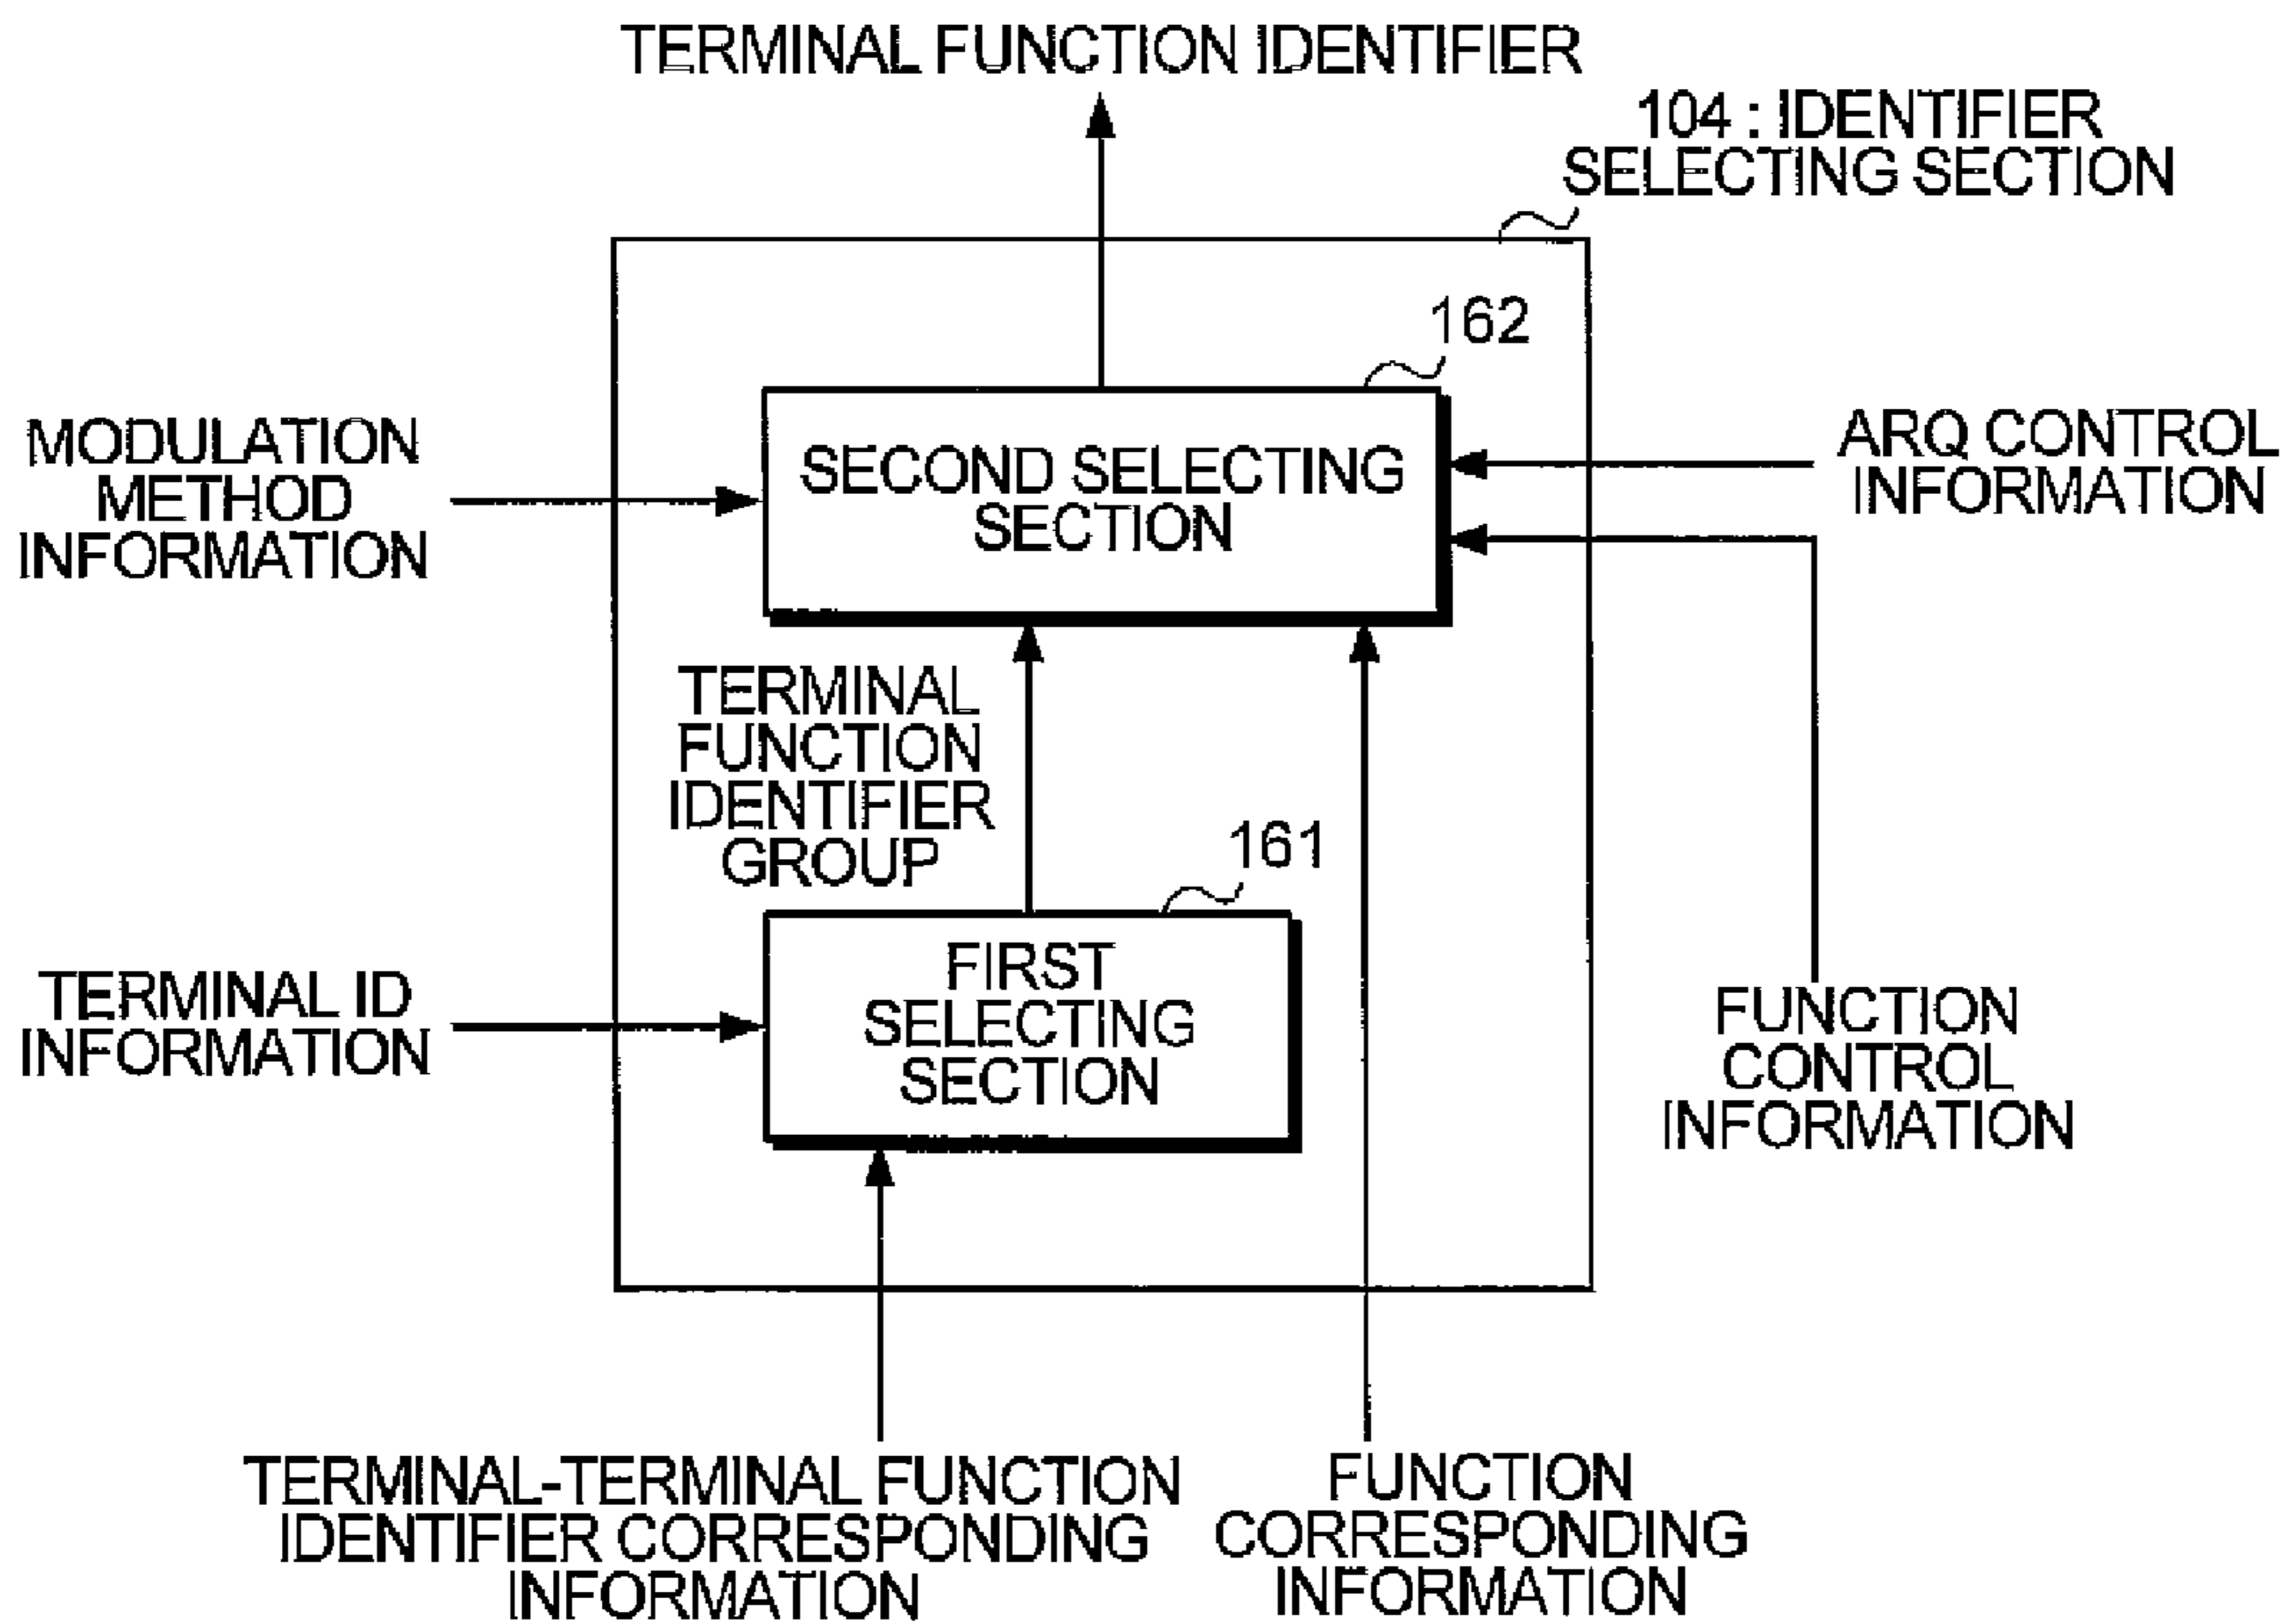 TERMINAL FUNCTION IDENTIFIER
104 : IDENTIFIER
SELECTING SECTION
162
MODULATION
METHOD
INFORMATION
SECOND SELECTING
SECTION
ARQ CONTROL
INFORMATION
TERMINAL
FUNCTION
IDENTIFIER
GROUP
161
TERMINAL ID
INFORMATION
FIRST
SELECTING
SECTION
FUNCTION
CONTROL
INFORMATION
TERMINAL-TERMINAL FUNCTION
IDENTIFIER CORRESPONDING
INFORMATION
FUNCTION
CORRESPONDING
INFORMATION